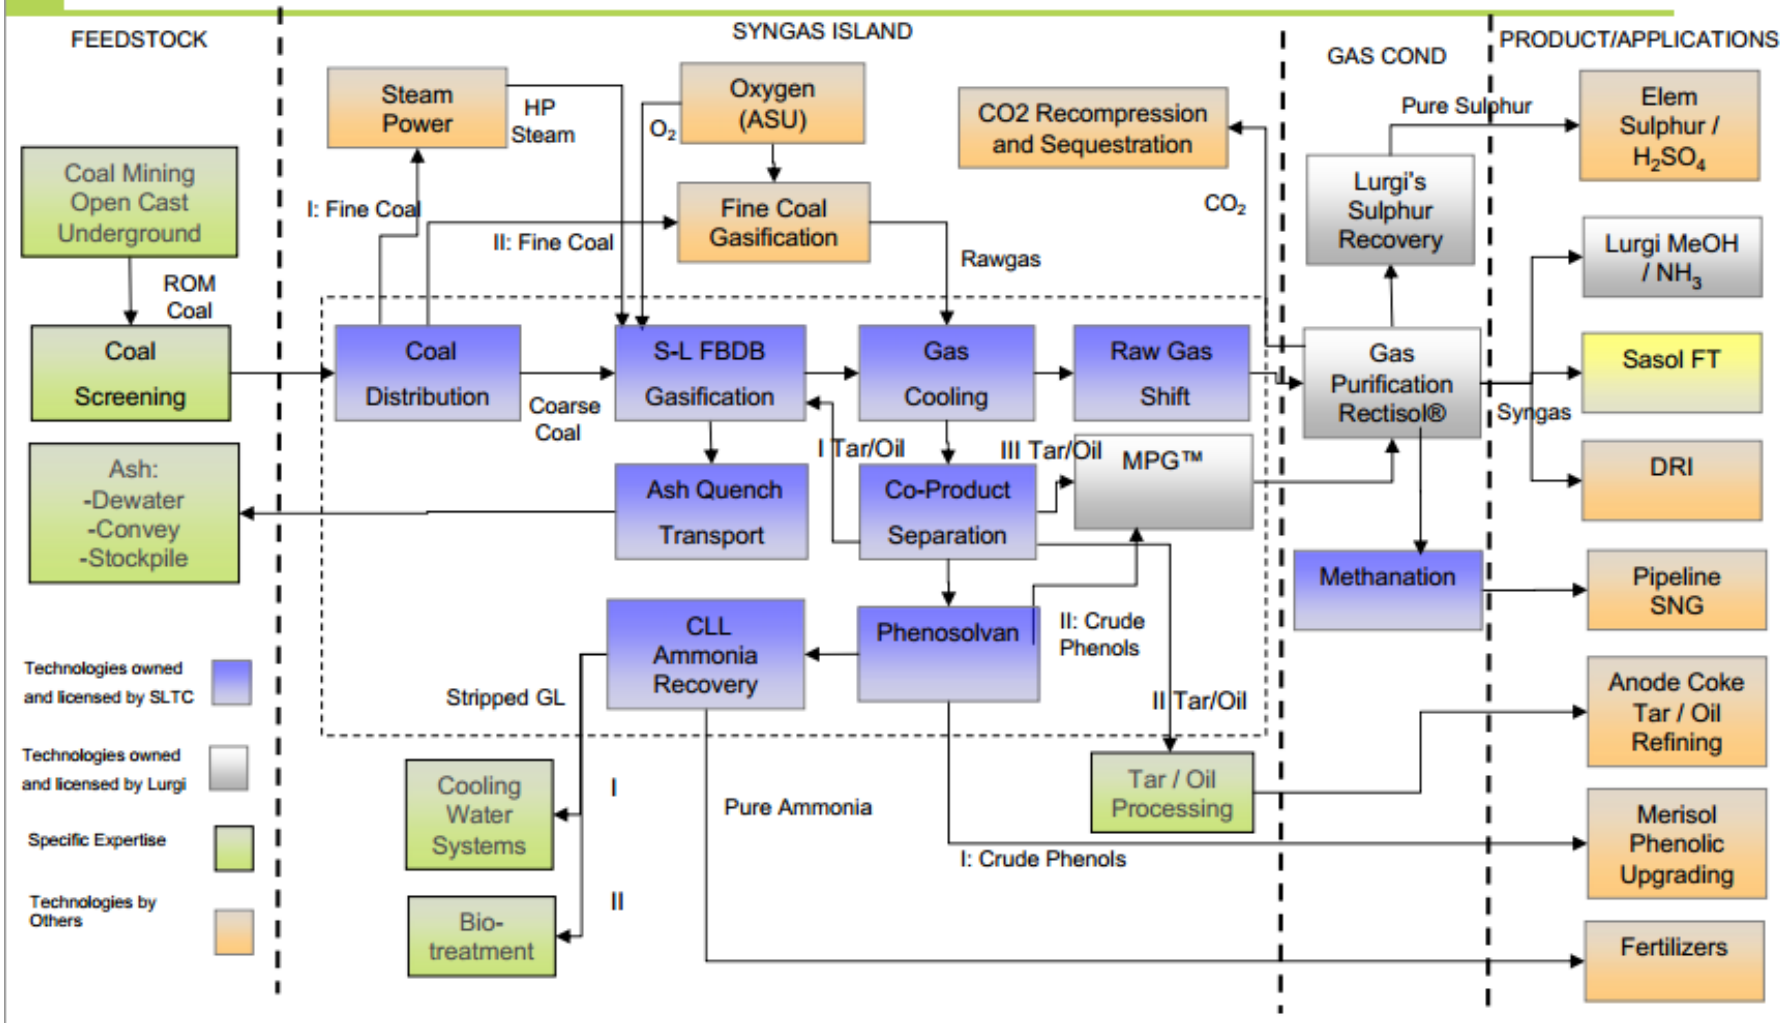 FEEDSTOCK
SYNGAS ISLAND
GAS COND
PRODUCT/APPLICATIONS
Coal Mining
Open Cast
Underground
ROM
Coal
Coal
Screening
Ash:
-Dewater
-Convey
-Stockpile
Technologies owned
and licensed by SLTC
Technologies owned
and licensed by Lurgi
Specific Expertise
Technologies by
Others
Steam
Power
HP
Steam
O₂
Oxygen
(ASU)
CO2 Recompression
and Sequestration
I: Fine Coal
II: Fine Coal
Fine Coal
Gasification
Rawgas
CO₂
Coal
Distribution
Coarse
Coal
S-L FBDB
Gasification
Gas
Cooling
Raw Gas
Shift
I Tar/Oil
III Tar/Oil
MPG™
Ash Quench
Transport
Co-Product
Separation
CLL
Ammonia
Recovery
Phenosolvan
II: Crude
Phenols
Stripped GL
II Tar/Oil
Cooling
Water
Systems
I
Pure Ammonia
Tar / Oil
Processing
I: Crude Phenols
II
Bio-
treatment
Pure Sulphur
Lurgi's
Sulphur
Recovery
Gas
Purification
Rectisol®
Syngas
Methanation
Elem
Sulphur /
H₂SO₄
Lurgi MeOH
/ NH₃
Sasol FT
DRI
Pipeline
SNG
Anode Coke
Tar / Oil
Refining
Merisol
Phenolic
Upgrading
Fertilizers